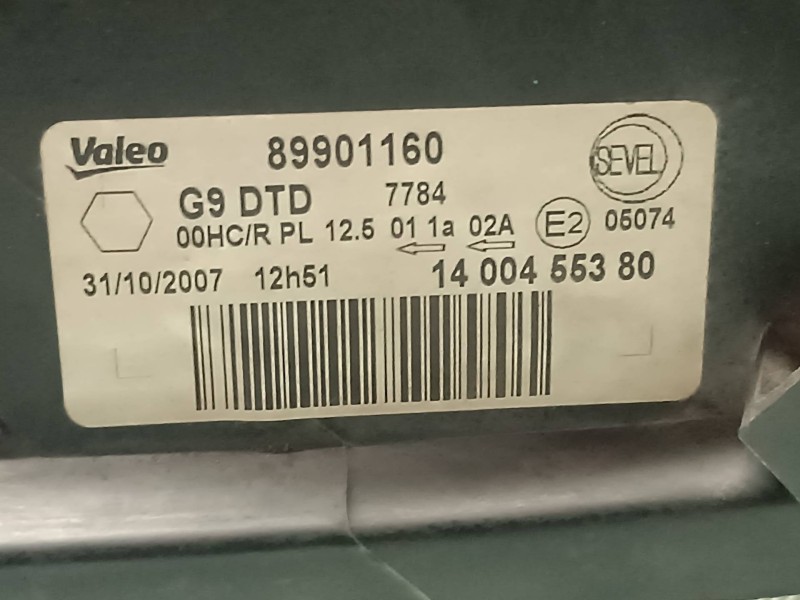 Valeo 89901160 SEVEL
G9 DTD 7784
00HC/R PL 12.5 01 1a 02A E2 05074
31/10/2007 12h51 14 004 553 80